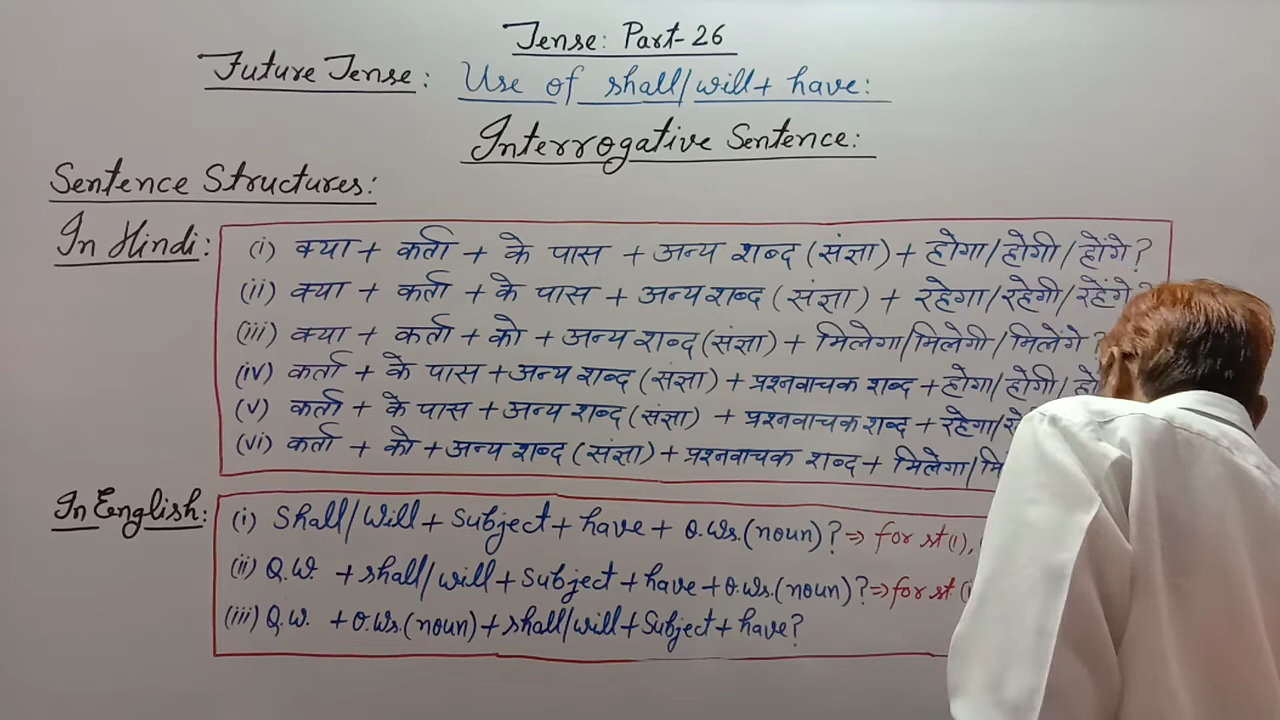 Tense: Part-26
Future Tense: Use of shall/will + have:
Interrogative Sentence:
Sentence Structures:
In Hindi:
(i) क्या + कर्ता + के पास + अन्य शब्द (संज्ञा) + होगा/होगी/होंगे?
(ii) क्या + कर्ता + के पास + अन्य शब्द (संज्ञा) + रहेगा/रहेगी/रहेंगे?
(iii) क्या + कर्ता + को + अन्य शब्द (संज्ञा) + मिलेगा/मिलेगी/मिलेंगे?
(iv) कर्ता + के पास + अन्य शब्द (संज्ञा) + प्रश्नवाचक शब्द + होगा/होगी/
(v) कर्ता + के पास + अन्य शब्द (संज्ञा) + प्रश्नवाचक शब्द + रहेगा/
(vi) कर्ता + को + अन्य शब्द (संज्ञा) + प्रश्नवाचक शब्द + मिलेगा/
In English:
(i) Shall/Will + Subject + have + O.Ws.(noun)? ⇒ for st(i),
(ii) Q.W. + shall/will + Subject + have + O.Ws.(noun)? ⇒ for st.
(iii) Q.W. + O.Ws.(noun) + shall/will + Subject + have?